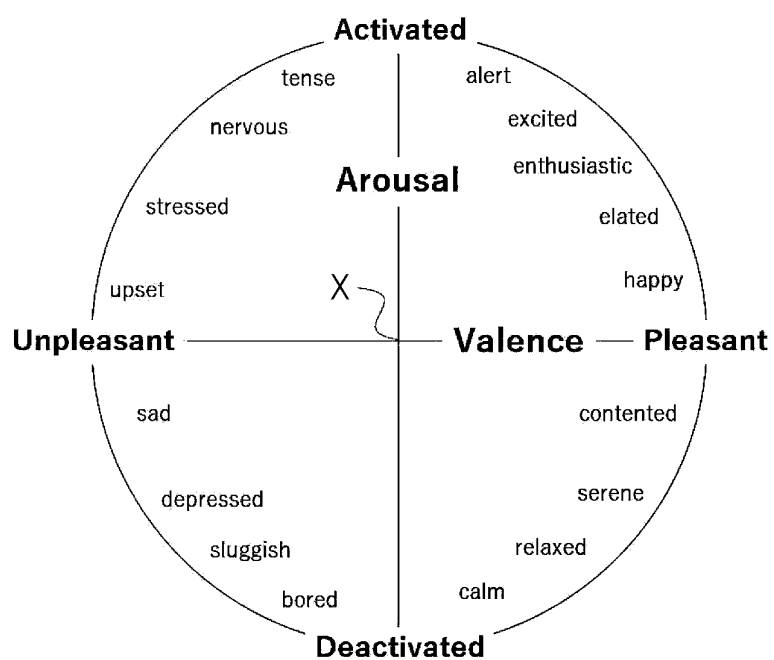 Activated
tense
alert
nervous
excited
Arousal
enthusiastic
stressed
elated
upset
X
happy
Unpleasant
Valence
Pleasant
sad
contented
depressed
serene
sluggish
relaxed
bored
calm
Deactivated